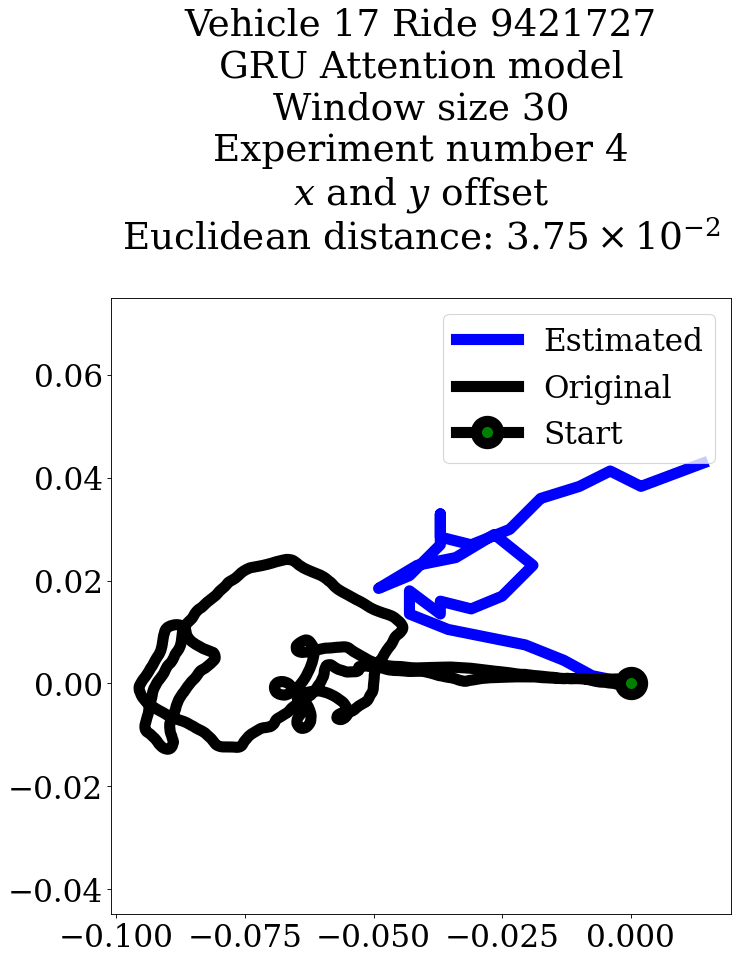 Vehicle 17 Ride 9421727
GRU Attention model
Window size 30
Experiment number 4
x and y offset
Euclidean distance: 3.75 × 10⁻²
Estimated
Original
Start
0.06
0.04
0.02
0.00
−0.02
−0.04
−0.100 −0.075 −0.050 −0.025 0.000